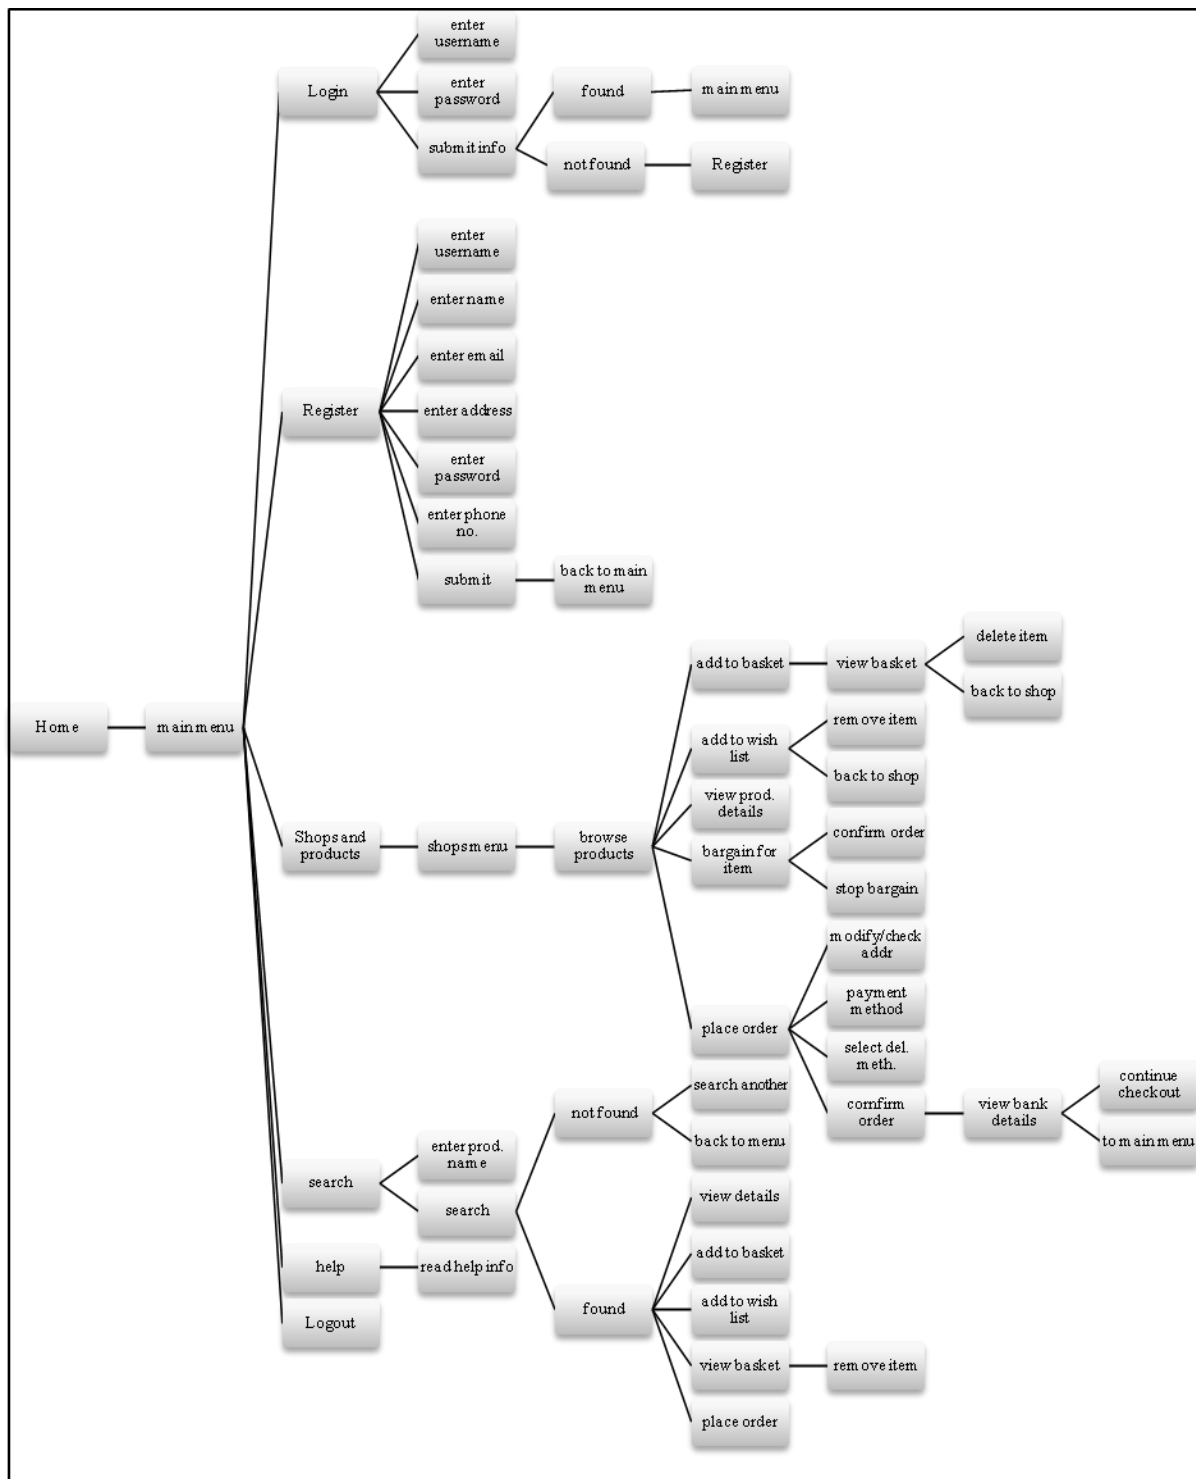 enter
username
Login
enter
password
found
main menu
submit info
not found
Register
enter
username
enter name
enter email
Register
enter address
enter
password
enter phone
no.
submit
back to main
menu
add to basket
view basket
delete item
back to shop
Home
main menu
add to wish
list
remove item
back to shop
view prod.
details
Shops and
products
shops menu
browse
products
bargain for
item
confirm order
stop bargain
modify/check
addr
payment
method
place order
select del.
meth.
cornfirm
order
view bank
details
continue
checkout
to main menu
search another
not found
back to menu
enter prod.
name
search
search
view details
help
read help info
add to basket
found
add to wish
list
Logout
view basket
remove item
place order